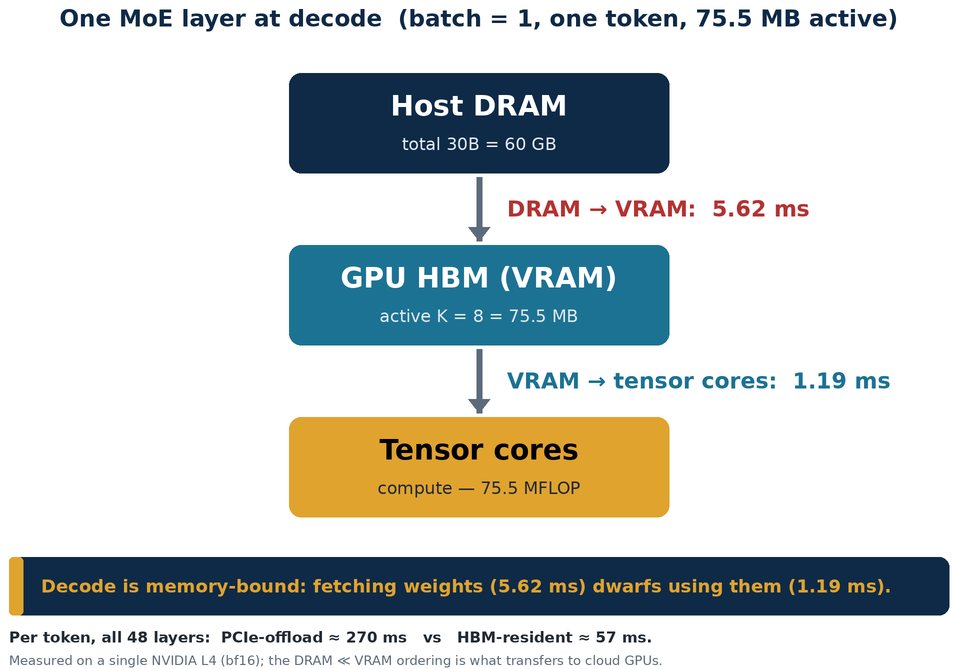 One MoE layer at decode (batch = 1, one token, 75.5 MB active)
Host DRAM
total 30B = 60 GB
DRAM → VRAM: 5.62 ms
GPU HBM (VRAM)
active K = 8 = 75.5 MB
VRAM → tensor cores: 1.19 ms
Tensor cores
compute — 75.5 MFLOP
Decode is memory-bound: fetching weights (5.62 ms) dwarfs using them (1.19 ms).
Per token, all 48 layers: PCIe-offload ≈ 270 ms vs HBM-resident ≈ 57 ms.
Measured on a single NVIDIA L4 (bf16); the DRAM ≪ VRAM ordering is what transfers to cloud GPUs.